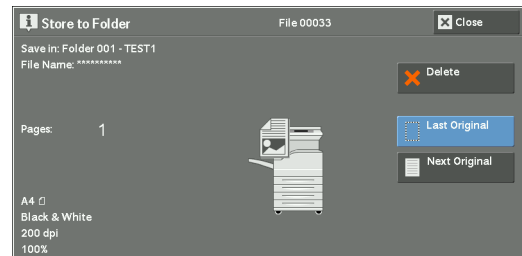 Store to Folder
File 00033
Close
Save in: Folder 001 - TEST1
File Name: **********
Delete
Pages: 1
Last Original
Next Original
A4
Black & White
200 dpi
100%